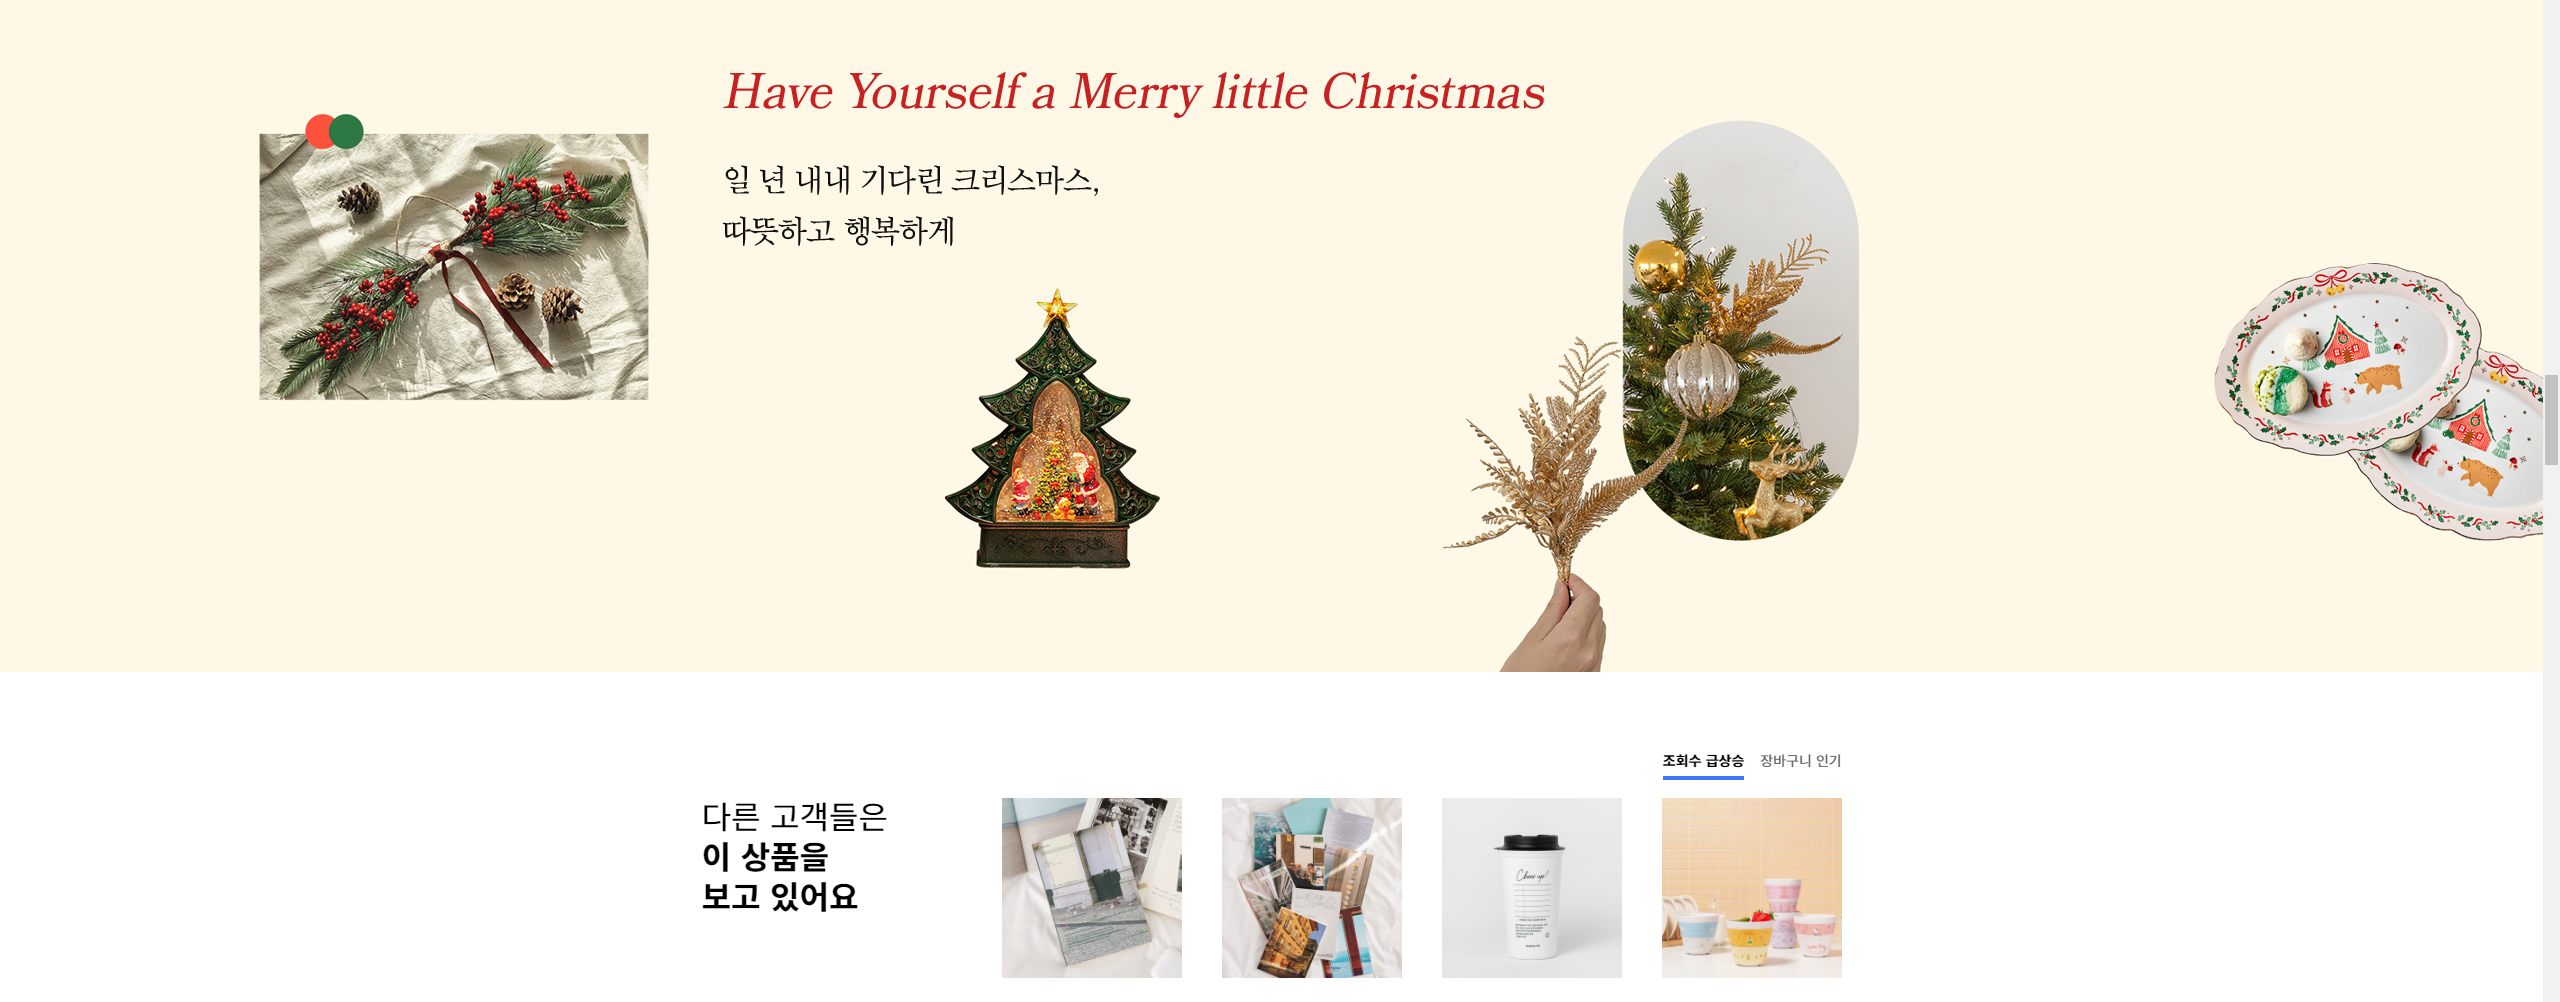 Have Yourself a Merry little Christmas
일 년 내내 기다린 크리스마스,
따뜻하고 행복하게
조회수 급상승 장바구니 인기
다른 고객들은
이 상품을
보고 있어요
Cheer up!